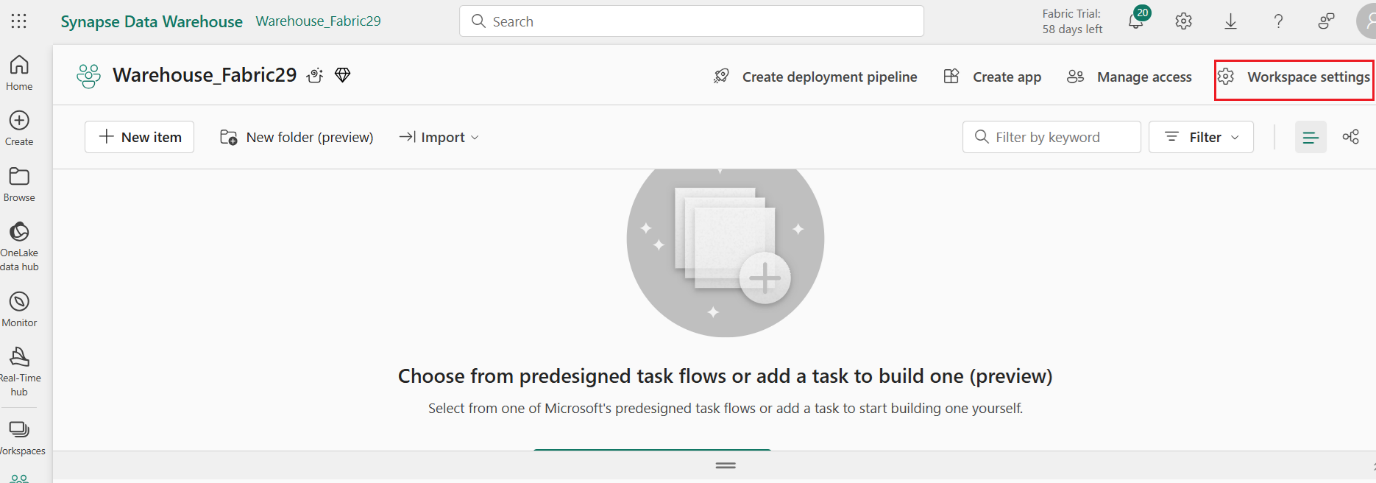 Synapse Data Warehouse Warehouse_Fabric29
Search
Fabric Trial:
58 days left
20
Home
Create
Browse
OneLake
data hub
Monitor
Real-Time
hub
Workspaces
Warehouse_Fabric29
Create deployment pipeline
Create app
Manage access
Workspace settings
New item
New folder (preview)
Import
Filter by keyword
Filter
Choose from predesigned task flows or add a task to build one (preview)
Select from one of Microsoft's predesigned task flows or add a task to start building one yourself.